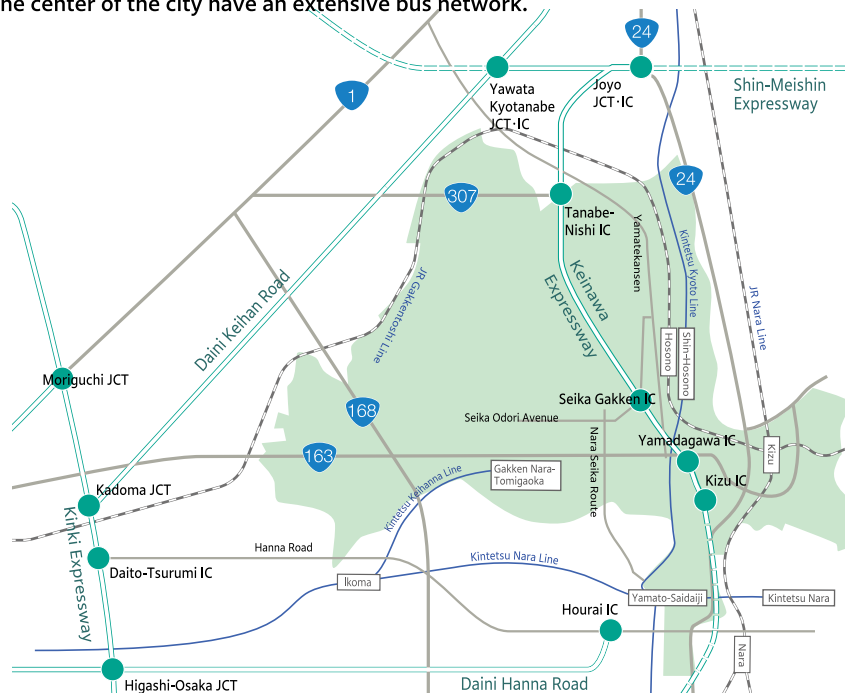 he center of the city have an extensive bus network.
24
1
Yawata
Kyotanabe
JCT·IC
Joyo
JCT·IC
Shin-Meishin
Expressway
307
24
Tanabe-
Nishi IC
Yamatekansen
Kintetsu Kyoto Line
JR Nara Line
JR Gakkentoshi Line
Keinawa
Expressway
Daini Keihan Road
Hosono
Shin-Hosono
Moriguchi JCT
Seika Gakken IC
168
Seika Odori Avenue
Yamadagawa IC
163
Nara Seika Route
Kizu
Gakken Nara-
Tomigaoka
Kintetsu Keihanna Line
Kizu IC
Kadoma JCT
Kinki Expressway
Hanna Road
Kintetsu Nara Line
Daito-Tsurumi IC
Ikoma
Yamato-Saidaiji
Kintetsu Nara
Hourai IC
Nara
Higashi-Osaka JCT
Daini Hanna Road